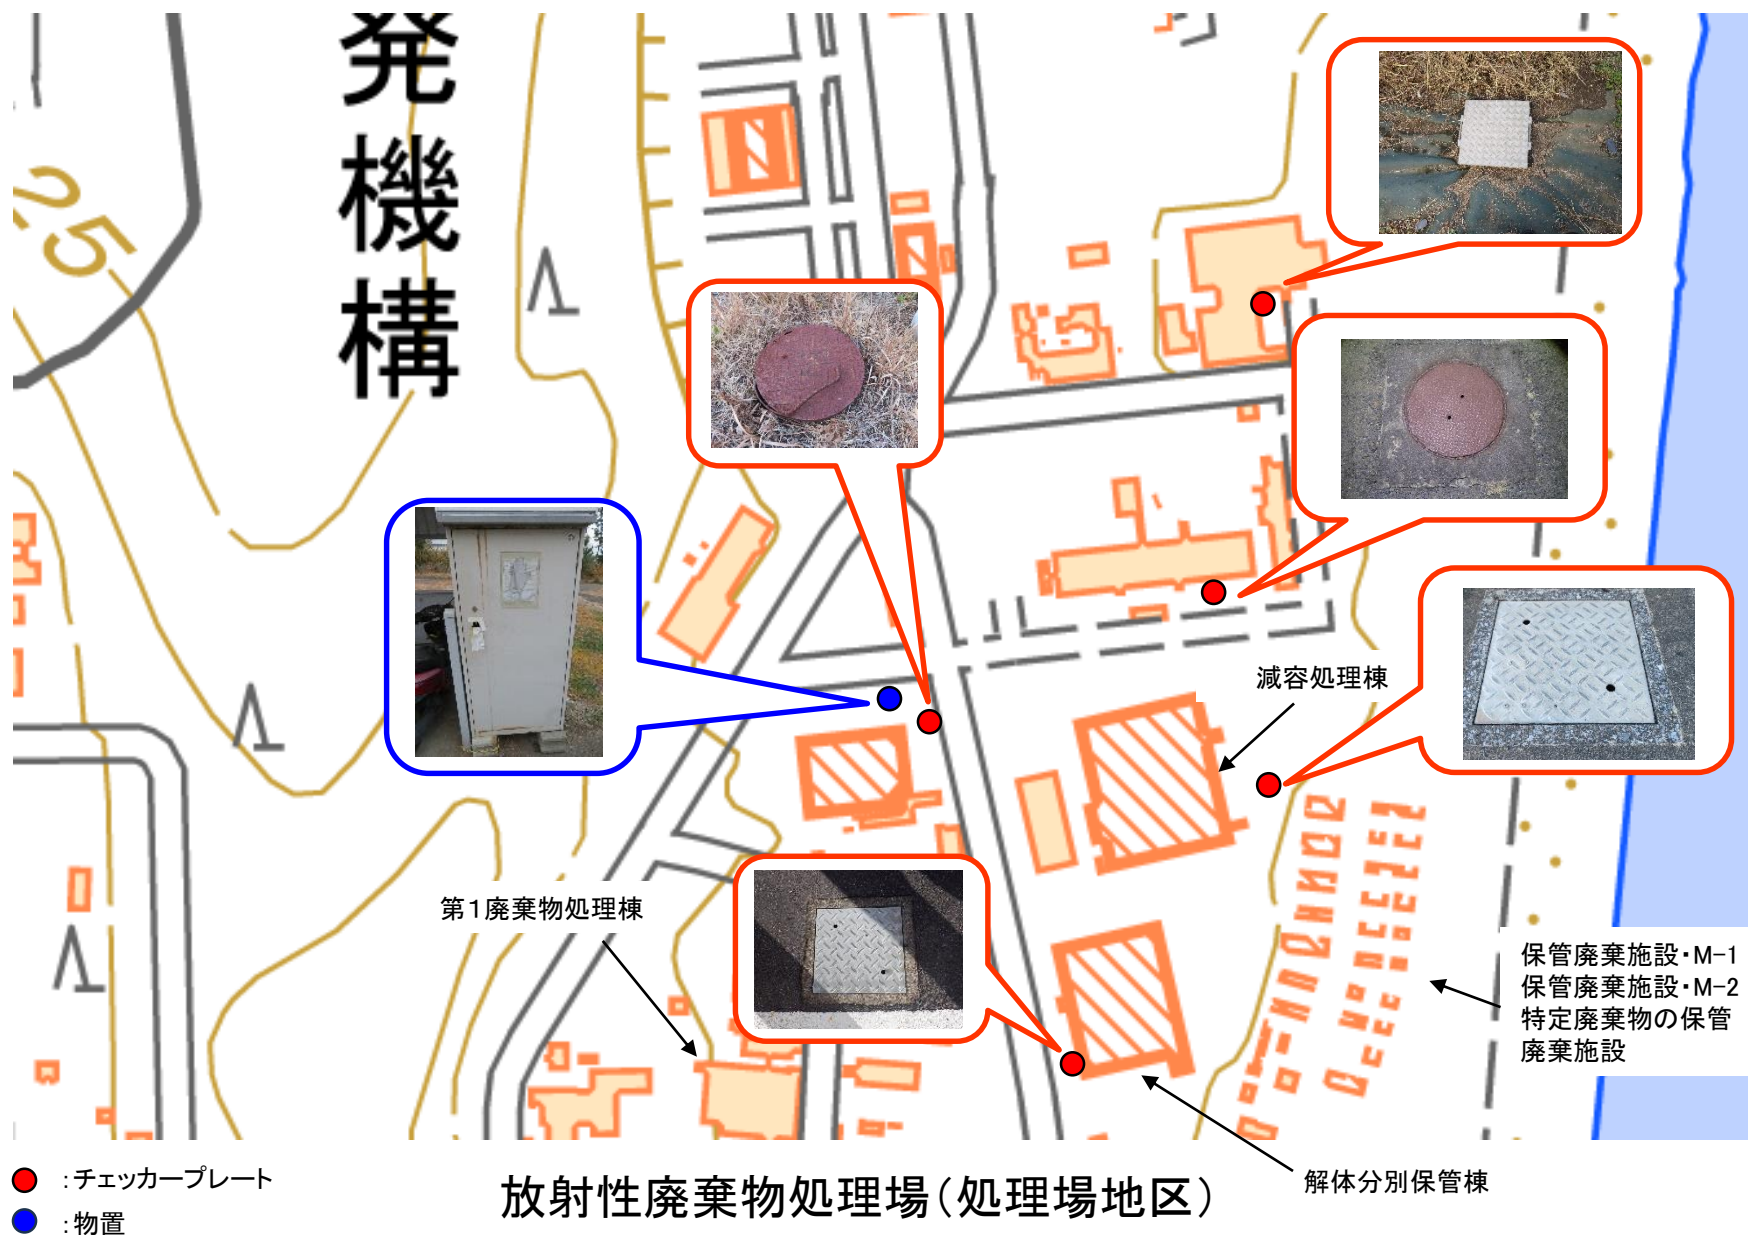 発機構
25
減容処理棟
第1廃棄物処理棟
保管廃棄施設・M-1
保管廃棄施設・M-2
特定廃棄物の保管
廃棄施設
解体分別保管棟
：チェッカープレート
：物置
放射性廃棄物処理場（処理場地区）